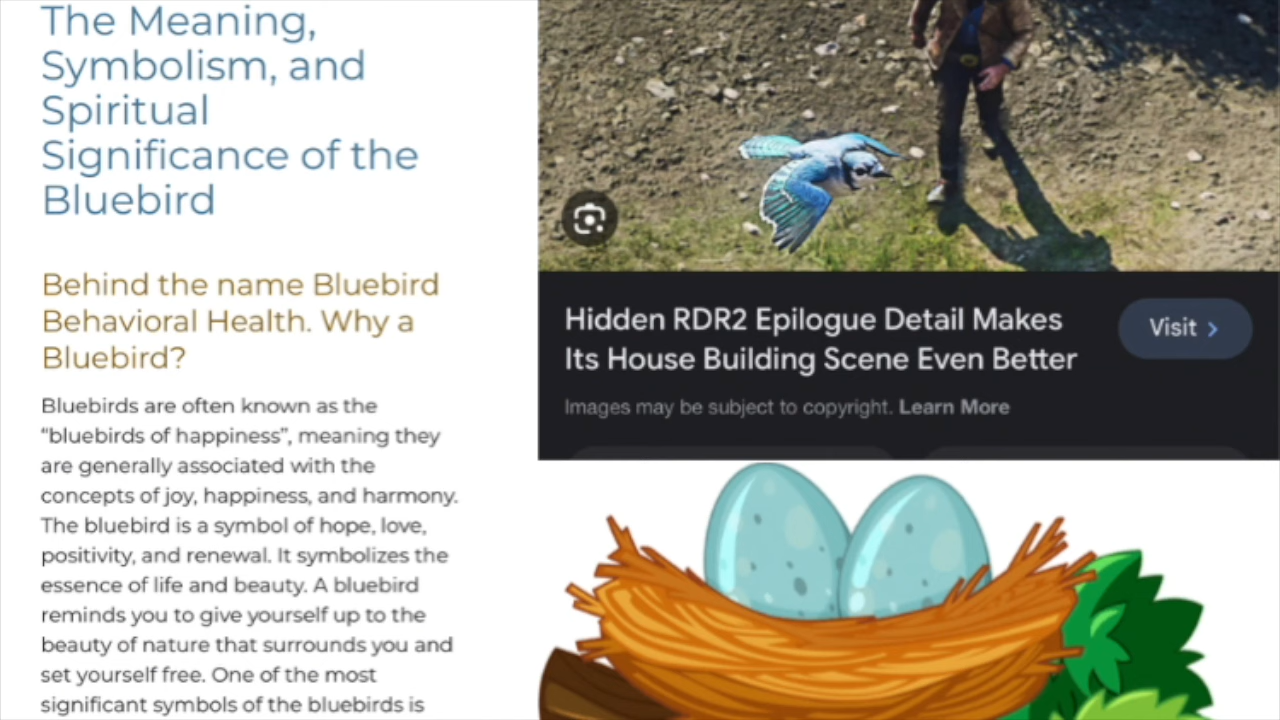 The Meaning,
Symbolism, and
Spiritual
Significance of the
Bluebird
Behind the name Bluebird
Behavioral Health. Why a
Bluebird?
Bluebirds are often known as the
“bluebirds of happiness”, meaning they
are generally associated with the
concepts of joy, happiness, and harmony.
The bluebird is a symbol of hope, love,
positivity, and renewal. It symbolizes the
essence of life and beauty. A bluebird
reminds you to give yourself up to the
beauty of nature that surrounds you and
set yourself free. One of the most
significant symbols of the bluebirds is
Hidden RDR2 Epilogue Detail Makes
Its House Building Scene Even Better
Visit >
Images may be subject to copyright. Learn More